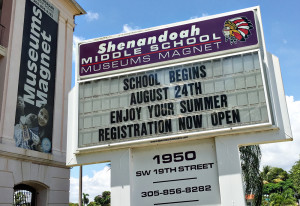 Museums
Magnet
Shenandoah
MIDDLE SCHOOL
MUSEUMS MAGNET
SCHOOL BEGINS
AUGUST 24TH
ENJOY YOUR SUMMER
REGISTRATION NOW OPEN
1950
SW 19TH STREET
305-856-8282